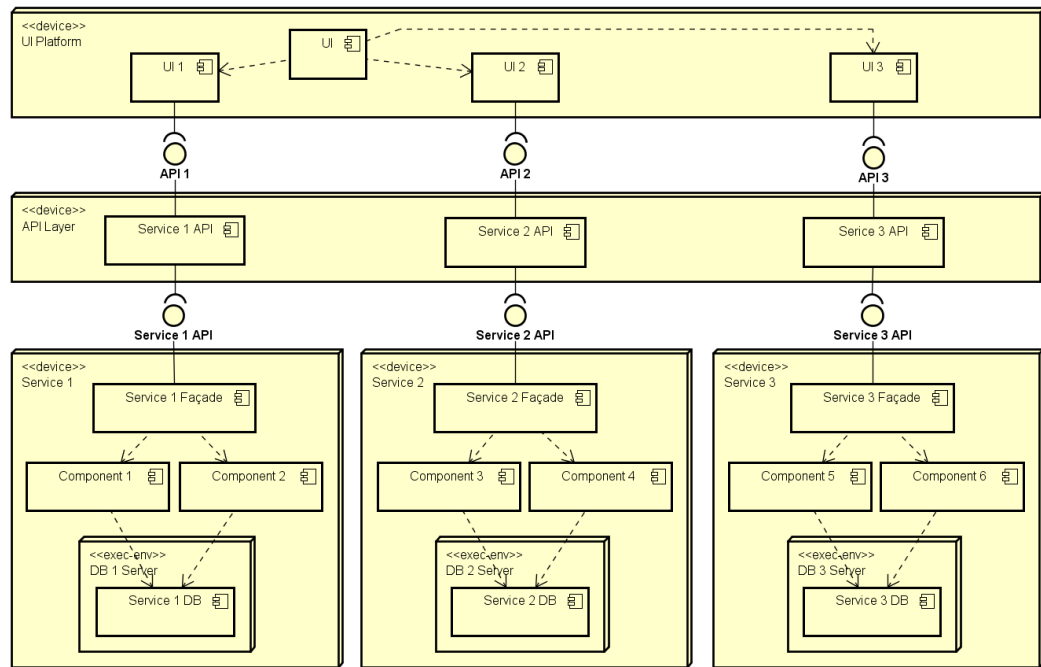 <<device>>
UI Platform
UI
UI 1
UI 2
UI 3
API 1
API 2
API 3
<<device>>
API Layer
Service 1 API
Service 2 API
Serice 3 API
Service 1 API
Service 2 API
Service 3 API
<<device>>
Service 1
<<device>>
Service 2
<<device>>
Service 3
Service 1 Façade
Service 2 Façade
Service 3 Façade
Component 1
Component 2
Component 3
Component 4
Component 5
Component 6
<<exec-env>>
DB 1 Server
<<exec-env>>
DB 2 Server
<<exec-env>>
DB 3 Server
Service 1 DB
Service 2 DB
Service 3 DB